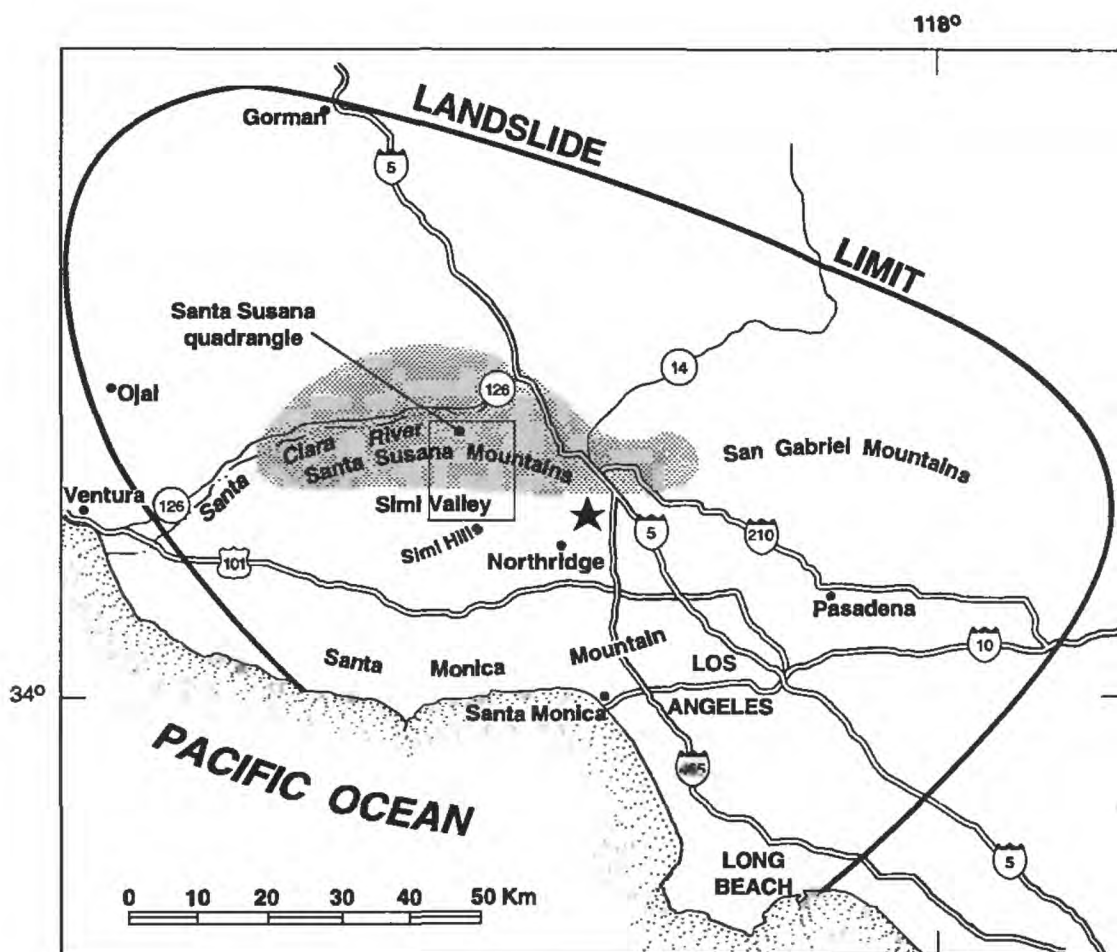 118°
LANDSLIDE
LIMIT
Gorman
5
Santa Susana
quadrangle
14
Ojai
126
Santa Clara River
Santa Susana Mountains
San Gabriel Mountains
Ventura
126
Simi Valley
Simi Hills
Northridge
5
210
101
Pasadena
Santa Monica Mountain
10
LOS
ANGELES
34°
Santa Monica
PACIFIC OCEAN
465
LONG
BEACH
5
0 10 20 30 40 50 Km